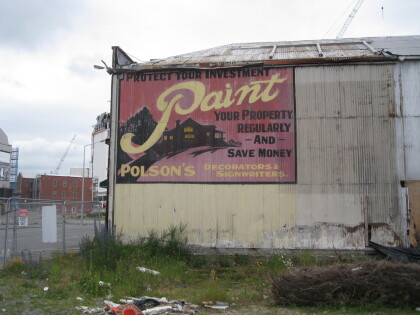 PROTECT YOUR INVESTMENT
Paint
YOUR PROPERTY
REGULARLY
- AND -
SAVE MONEY
POLSON'S DECORATORS &
SIGNWRITERS.